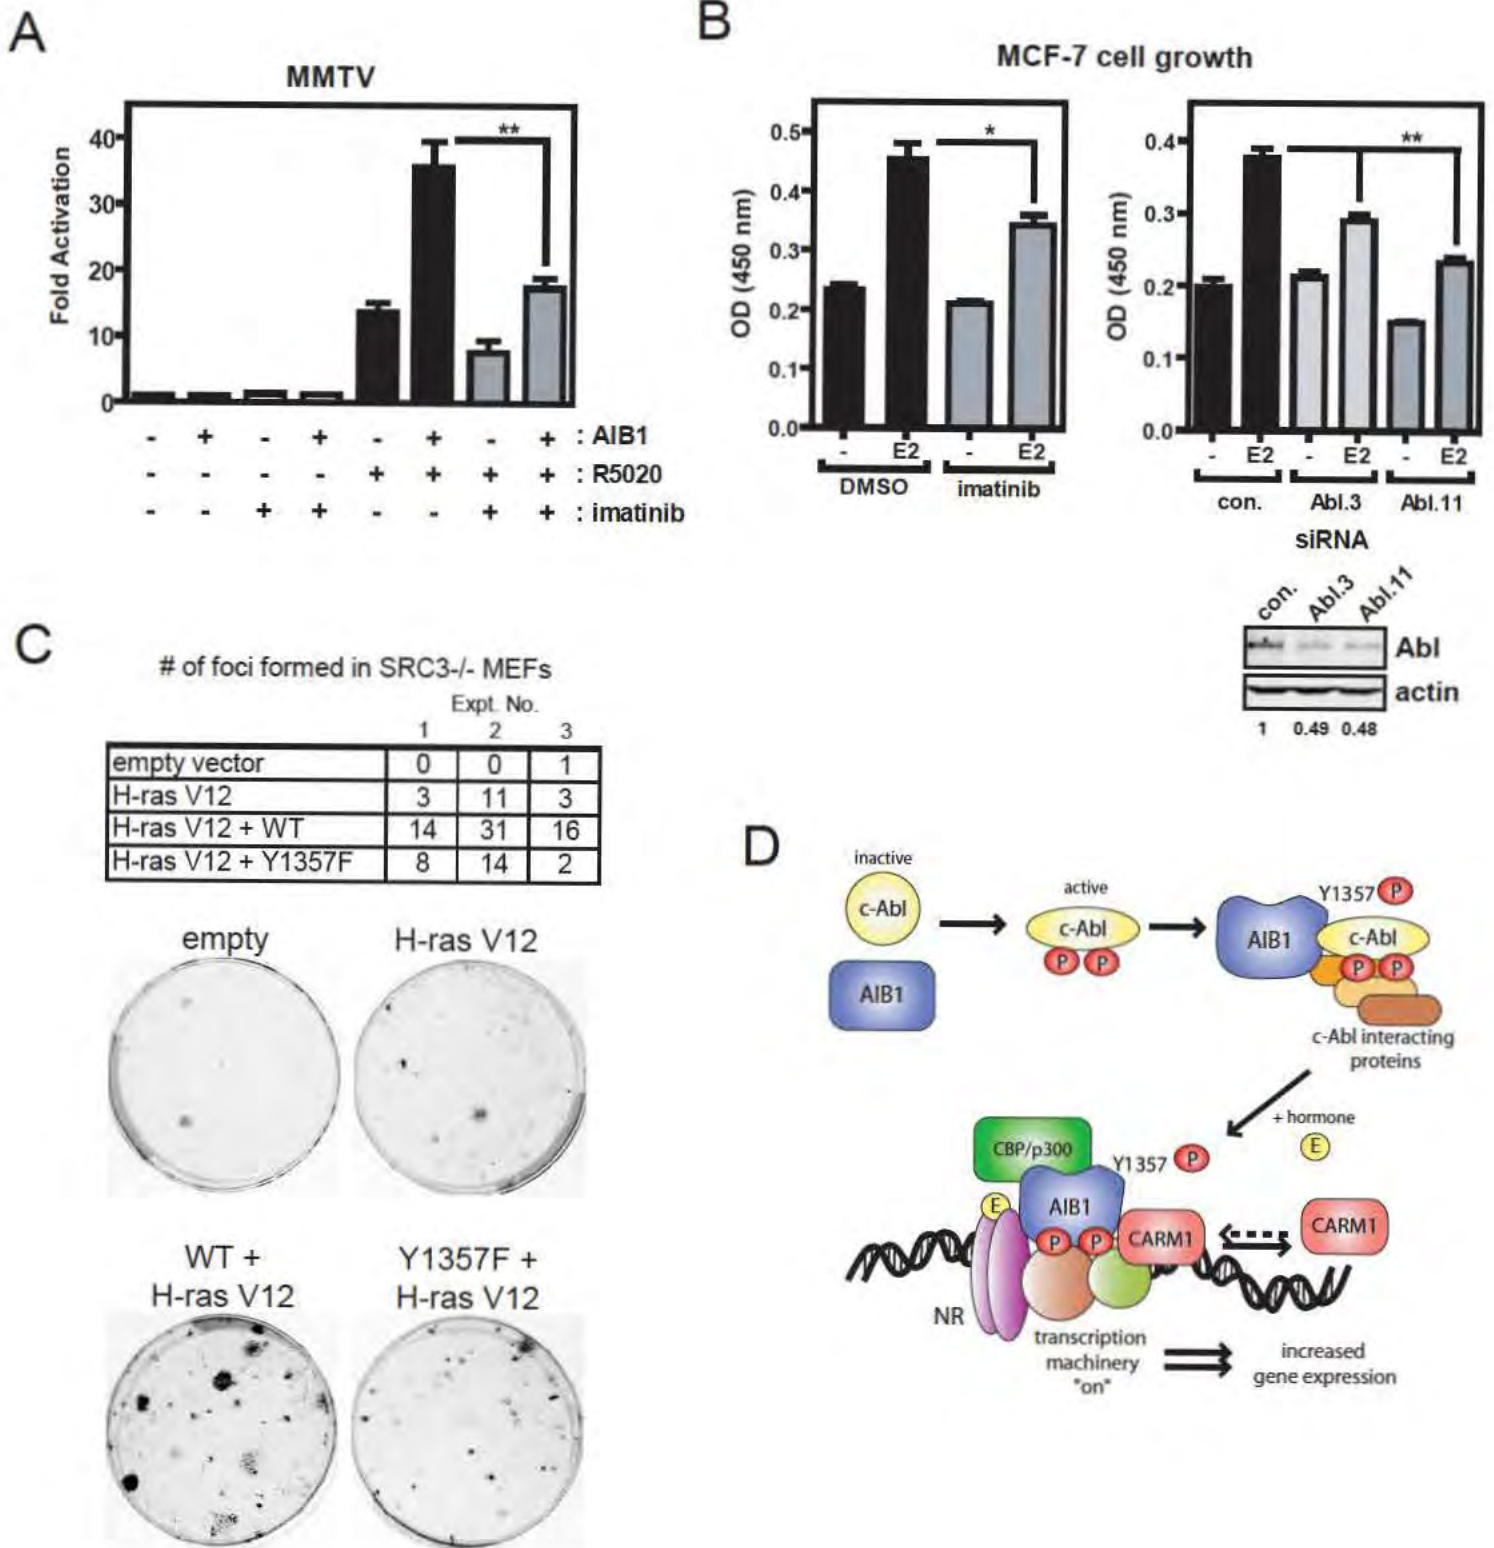 A
MMTV
Fold Activation
40
30
20
10
0
**
- + - + - + - + : AIB1
- - - - + + + + : R5020
- - + + - - + + : imatinib
B
MCF-7 cell growth
OD (450 nm)
0.5
0.4
0.3
0.2
0.1
0.0
*
- E2 - E2
DMSO imatinib
OD (450 nm)
0.4
0.3
0.2
0.1
0.0
**
- E2 - E2 - E2
con. Abl.3 Abl.11
siRNA
con. Abl.3 Abl.11
Abl
actin
1 0.49 0.48
C
# of foci formed in SRC3-/- MEFs
Expt. No.
1 2 3
empty vector 0 0 1
H-ras V12 3 11 3
H-ras V12 + WT 14 31 16
H-ras V12 + Y1357F 8 14 2
empty
H-ras V12
WT +
H-ras V12
Y1357F +
H-ras V12
D
inactive
c-Abl
AIB1
active
c-Abl
P P
Y1357 P
AIB1
c-Abl
P P
c-Abl interacting
proteins
+ hormone
E
CBP/p300
Y1357 P
E
AIB1
P P
CARM1
CARM1
NR
transcription
machinery
"on"
increased
gene expression